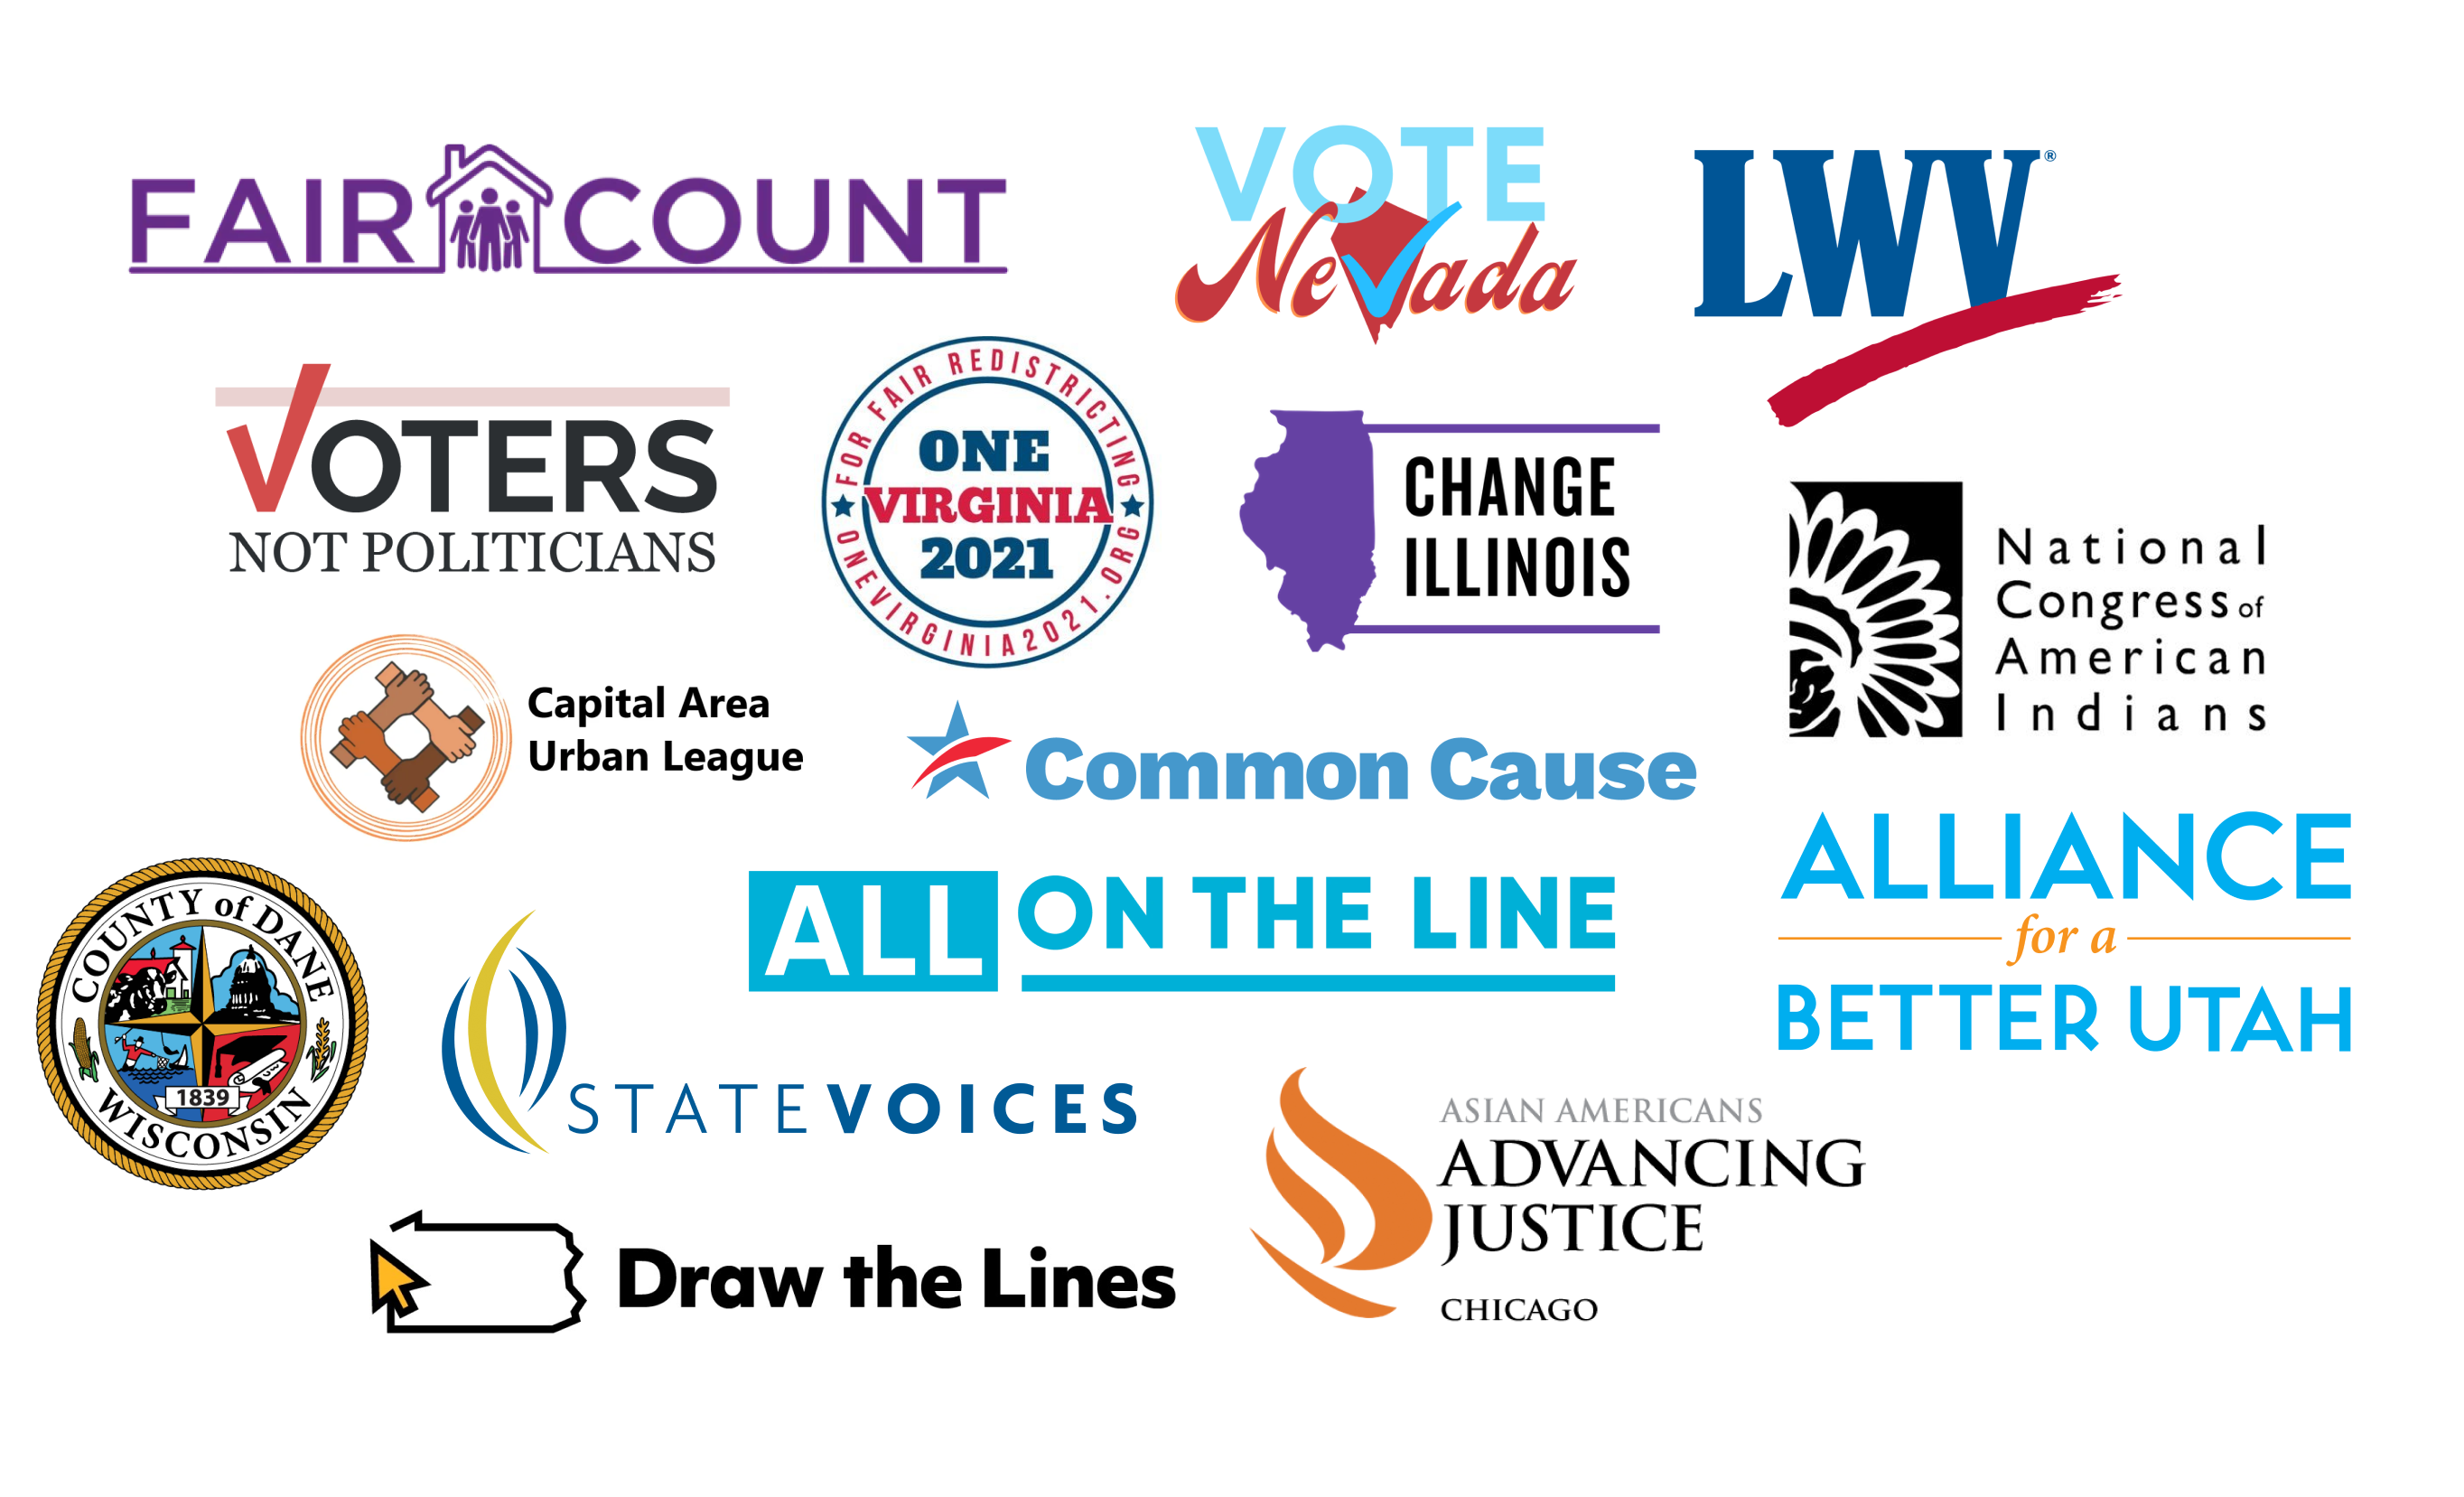 FAIR COUNT
VOTE
Nevada
LWV®
VOTERS
NOT POLITICIANS
FOR FAIR REDISTRICTING
ONE
VIRGINIA
2021
ONEVIRGINIA2021.ORG
CHANGE
ILLINOIS
National
Congress of
American
Indians
Capital Area
Urban League
Common Cause
ALLIANCE
for a
BETTER UTAH
ALL ON THE LINE
COUNTY of DANE
1839
WISCONSIN
STATEVOICES
ASIAN AMERICANS
ADVANCING
JUSTICE
CHICAGO
Draw the Lines